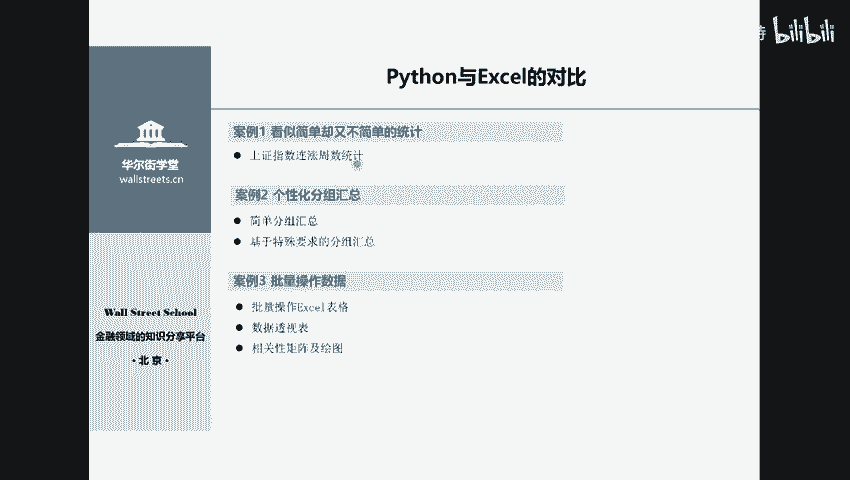 bilibili
Python与Excel的对比
华尔街学堂
wallstreets.cn
Wall Street School
金融领域的知识分享平台
·北京·
案例1 看似简单却又不简单的统计
● 上证指数连涨周数统计
案例2 个性化分组汇总
● 简单分组汇总
● 基于特殊要求的分组汇总
案例3 批量操作数据
● 批量操作Excel表格
● 数据透视表
● 相关性矩阵及绘图